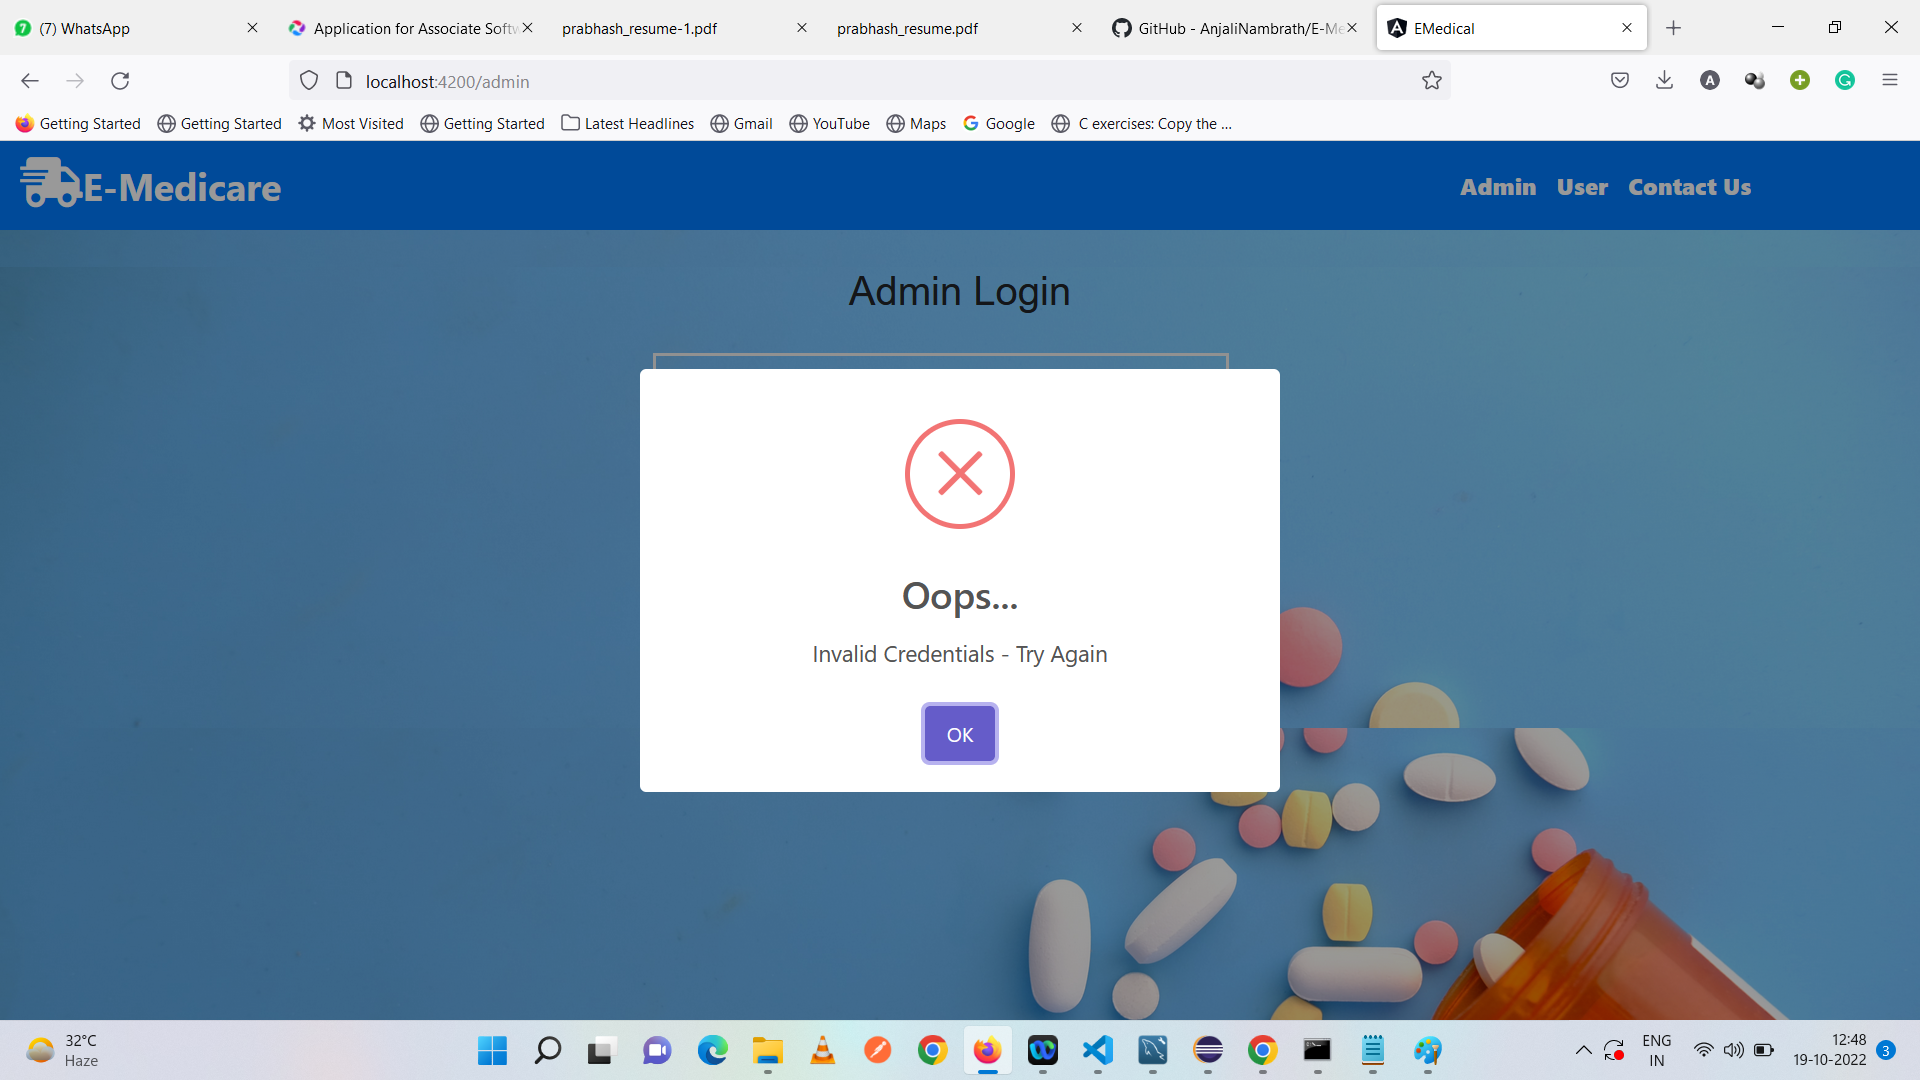 (7) WhatsApp
Application for Associate Softw
prabhash_resume-1.pdf
prabhash_resume.pdf
GitHub - AnjaliNambrath/E-Me
EMedical
localhost:4200/admin
Getting Started
Getting Started
Most Visited
Getting Started
Latest Headlines
Gmail
YouTube
Maps
Google
C exercises: Copy the ...
E-Medicare
Admin
User
Contact Us
Admin Login
Oops...
Invalid Credentials - Try Again
OK
32°C
Haze
ENG
IN
12:48
19-10-2022
3